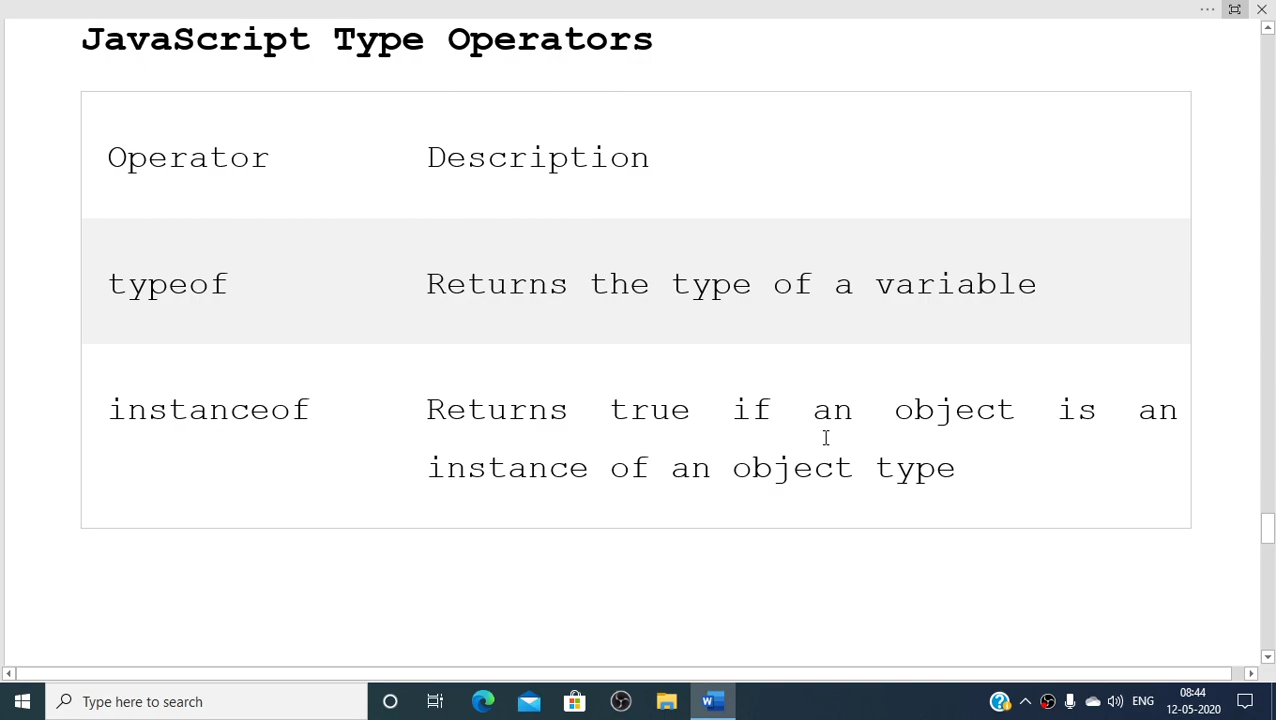 JavaScript Type Operators
Operator Description
typeof Returns the type of a variable
instanceof Returns true if an object is an
instance of an object type
Type here to search
ENG
08:44
12-05-2020